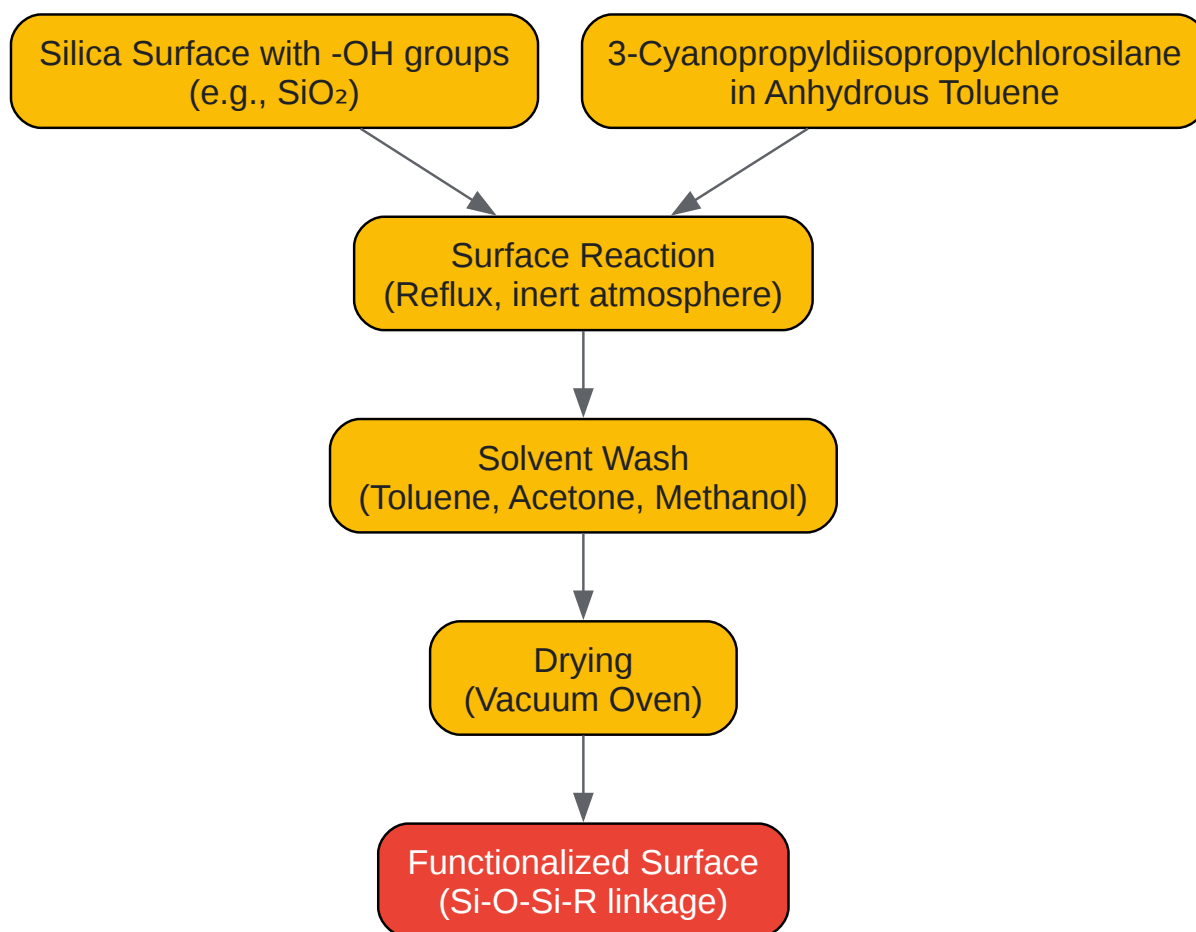 Silica Surface with -OH groups
(e.g., SiO₂)
3-Cyanopropyldiisopropylchlorosilane
in Anhydrous Toluene
Surface Reaction
(Reflux, inert atmosphere)
Solvent Wash
(Toluene, Acetone, Methanol)
Drying
(Vacuum Oven)
Functionalized Surface
(Si-O-Si-R linkage)